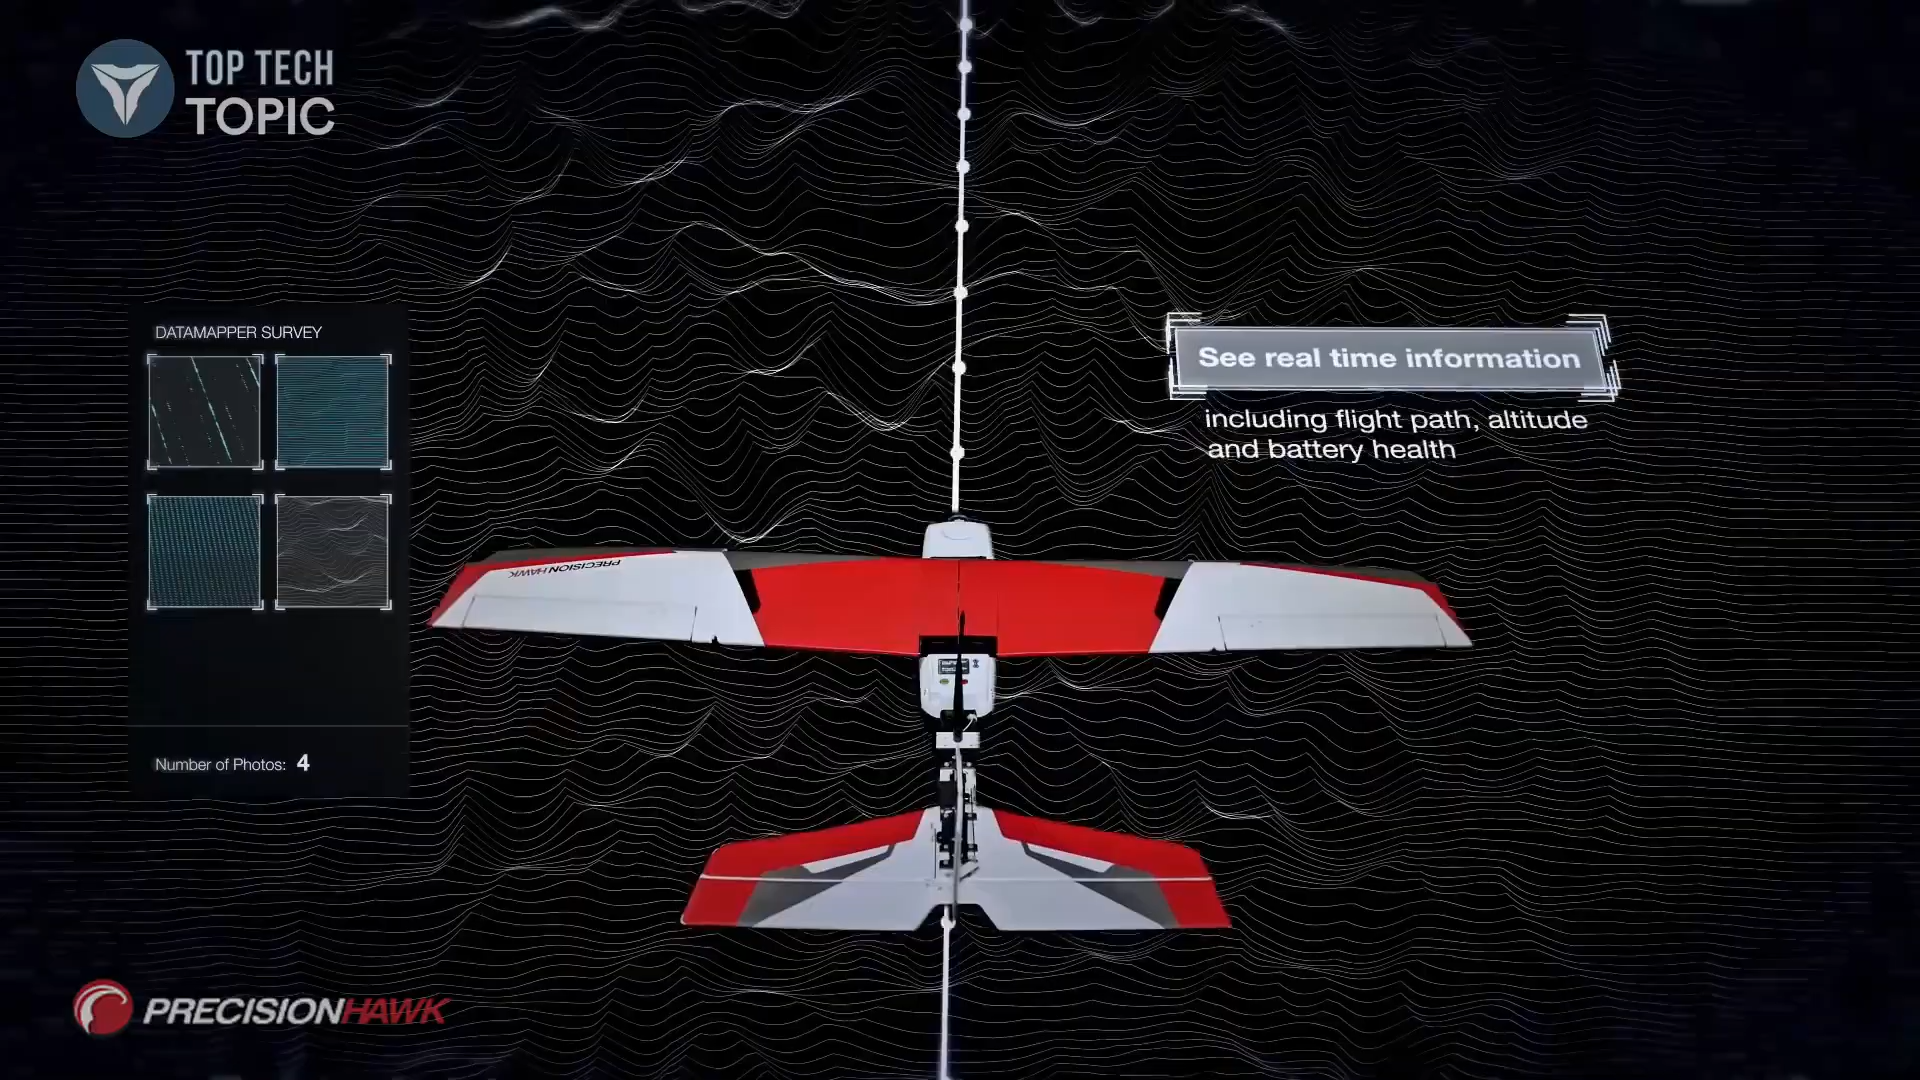 TOP TECH
TOPIC
DATAMAPPER SURVEY
See real time information
including flight path, altitude
and battery health
PRECISIONHAWK
Number of Photos: 4
PRECISIONHAWK